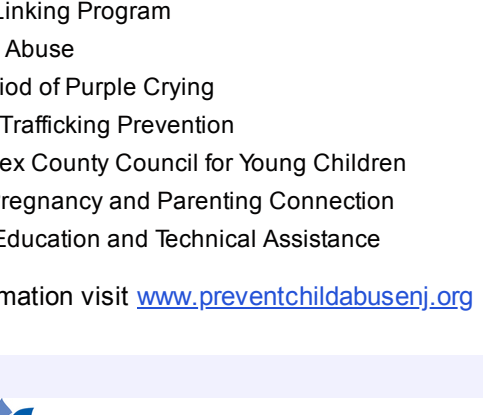 Linking Program
Abuse
iod of Purple Crying
Trafficking Prevention
ex County Council for Young Children
regnancy and Parenting Connection
Education and Technical Assistance
mation visit www.preventchildabusenj.org